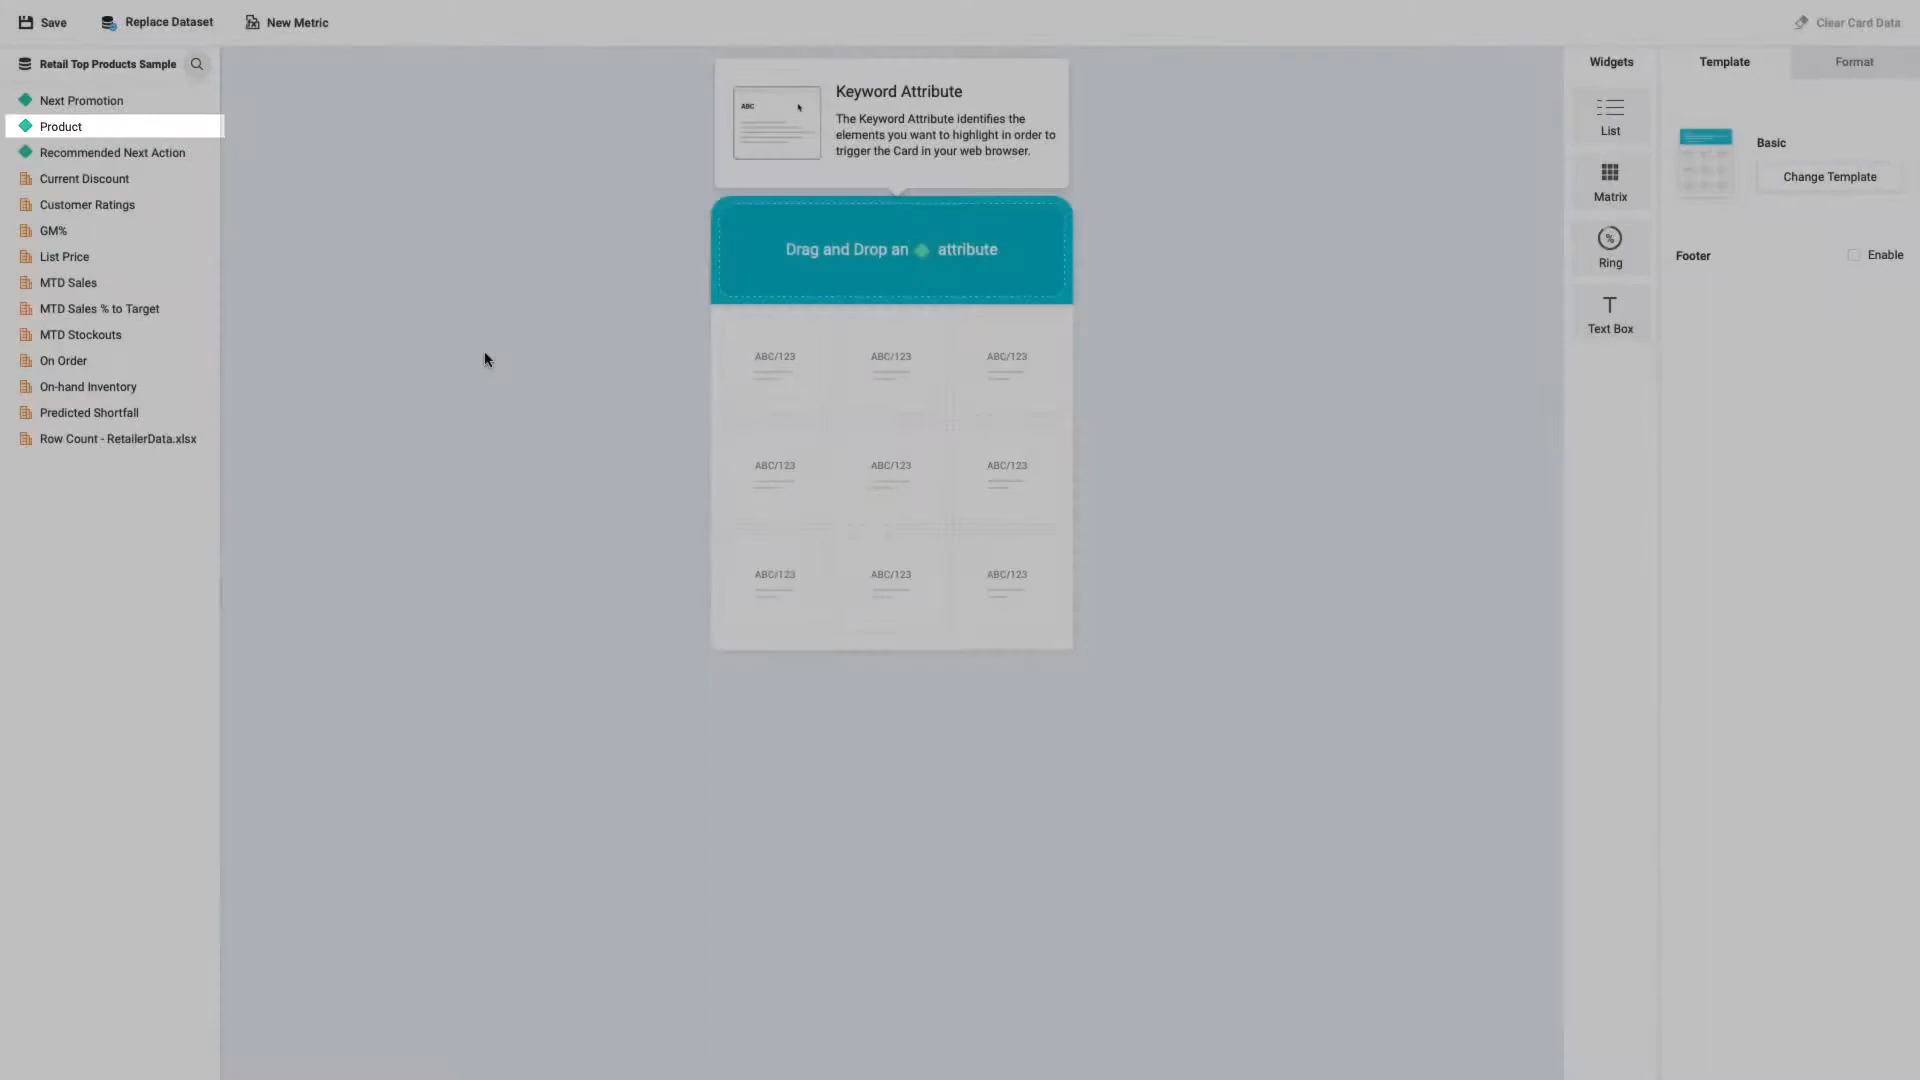 Save
Replace Dataset
New Metric
Clear Card Data
Retail Top Products Sample
Next Promotion
Product
Recommended Next Action
Current Discount
Customer Ratings
GM%
List Price
MTD Sales
MTD Sales % to Target
MTD Stockouts
On Order
On-hand Inventory
Predicted Shortfall
Row Count - RetailerData.xlsx
ABC
Keyword Attribute
The Keyword Attribute identifies the
elements you want to highlight in order to
trigger the Card in your web browser.
Drag and Drop an attribute
ABC/123 ABC/123 ABC/123
ABC/123 ABC/123 ABC/123
ABC/123 ABC/123 ABC/123
Widgets
List
Matrix
%
Ring
T
Text Box
Template
Format
Basic
Change Template
Footer
Enable